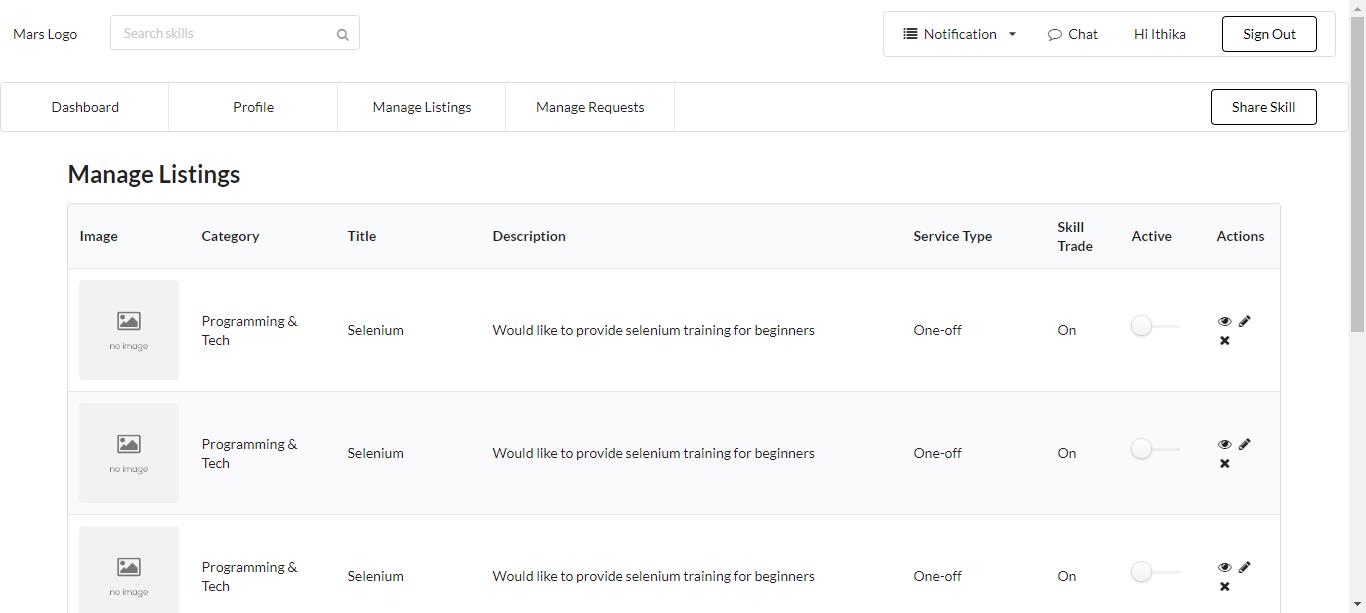 Mars Logo
Search skills
Notification
Chat
Hi Ithika
Sign Out
Dashboard
Profile
Manage Listings
Manage Requests
Share Skill
Manage Listings
Image
Category
Title
Description
Service Type
Skill
Trade
Active
Actions
no image
Programming &
Tech
Selenium
Would like to provide selenium training for beginners
One-off
On
no image
Programming &
Tech
Selenium
Would like to provide selenium training for beginners
One-off
On
no image
Programming &
Tech
Selenium
Would like to provide selenium training for beginners
One-off
On